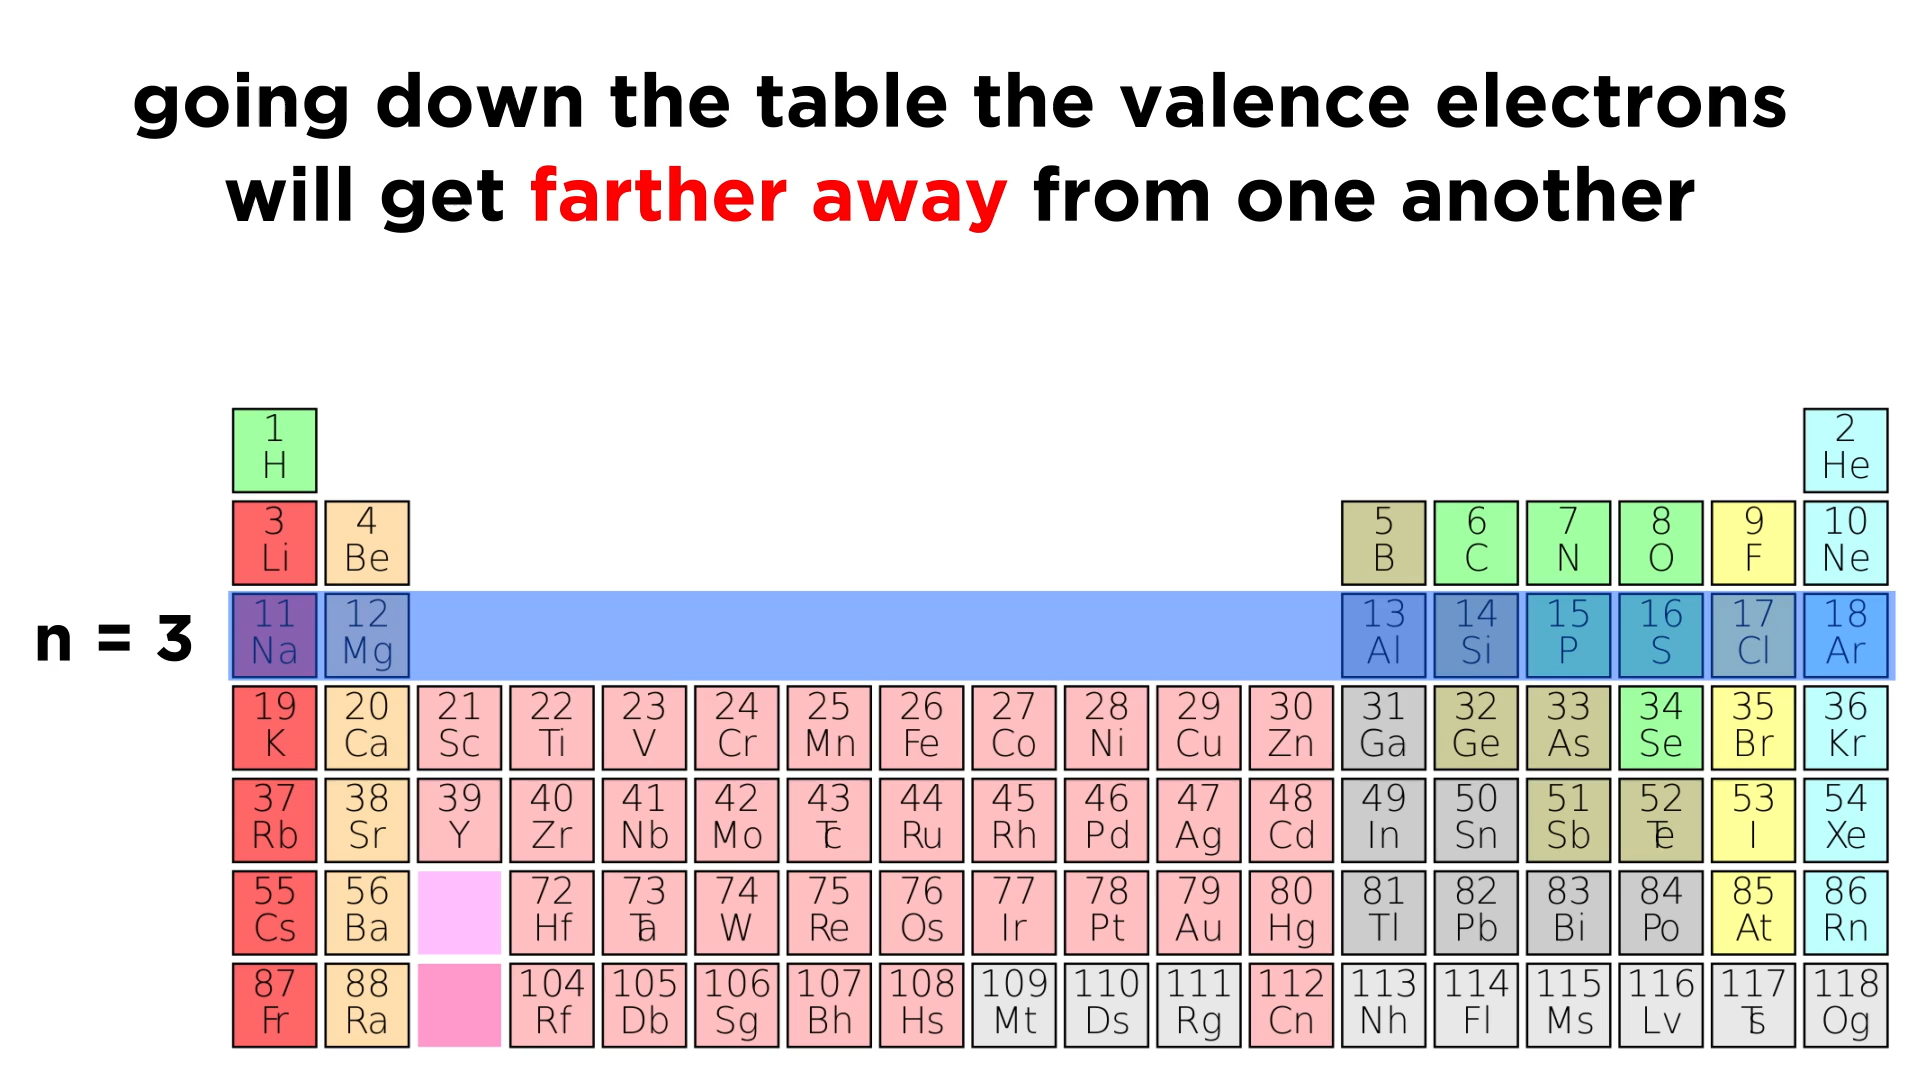 going down the table the valence electrons
will get farther away from one another
1 2
H He
3 4 5 6 7 8 9 10
Li Be B C N O F Ne
n = 3
11 12 13 14 15 16 17 18
Na Mg Al Si P S Cl Ar
19 20 21 22 23 24 25 26 27 28 29 30 31 32 33 34 35 36
K Ca Sc Ti V Cr Mn Fe Co Ni Cu Zn Ga Ge As Se Br Kr
37 38 39 40 41 42 43 44 45 46 47 48 49 50 51 52 53 54
Rb Sr Y Zr Nb Mo Tc Ru Rh Pd Ag Cd In Sn Sb Te I Xe
55 56 72 73 74 75 76 77 78 79 80 81 82 83 84 85 86
Cs Ba Hf Ta W Re Os Ir Pt Au Hg Tl Pb Bi Po At Rn
87 88 104 105 106 107 108 109 110 111 112 113 114 115 116 117 118
Fr Ra Rf Db Sg Bh Hs Mt Ds Rg Cn Nh Fl Ms Lv Ts Og